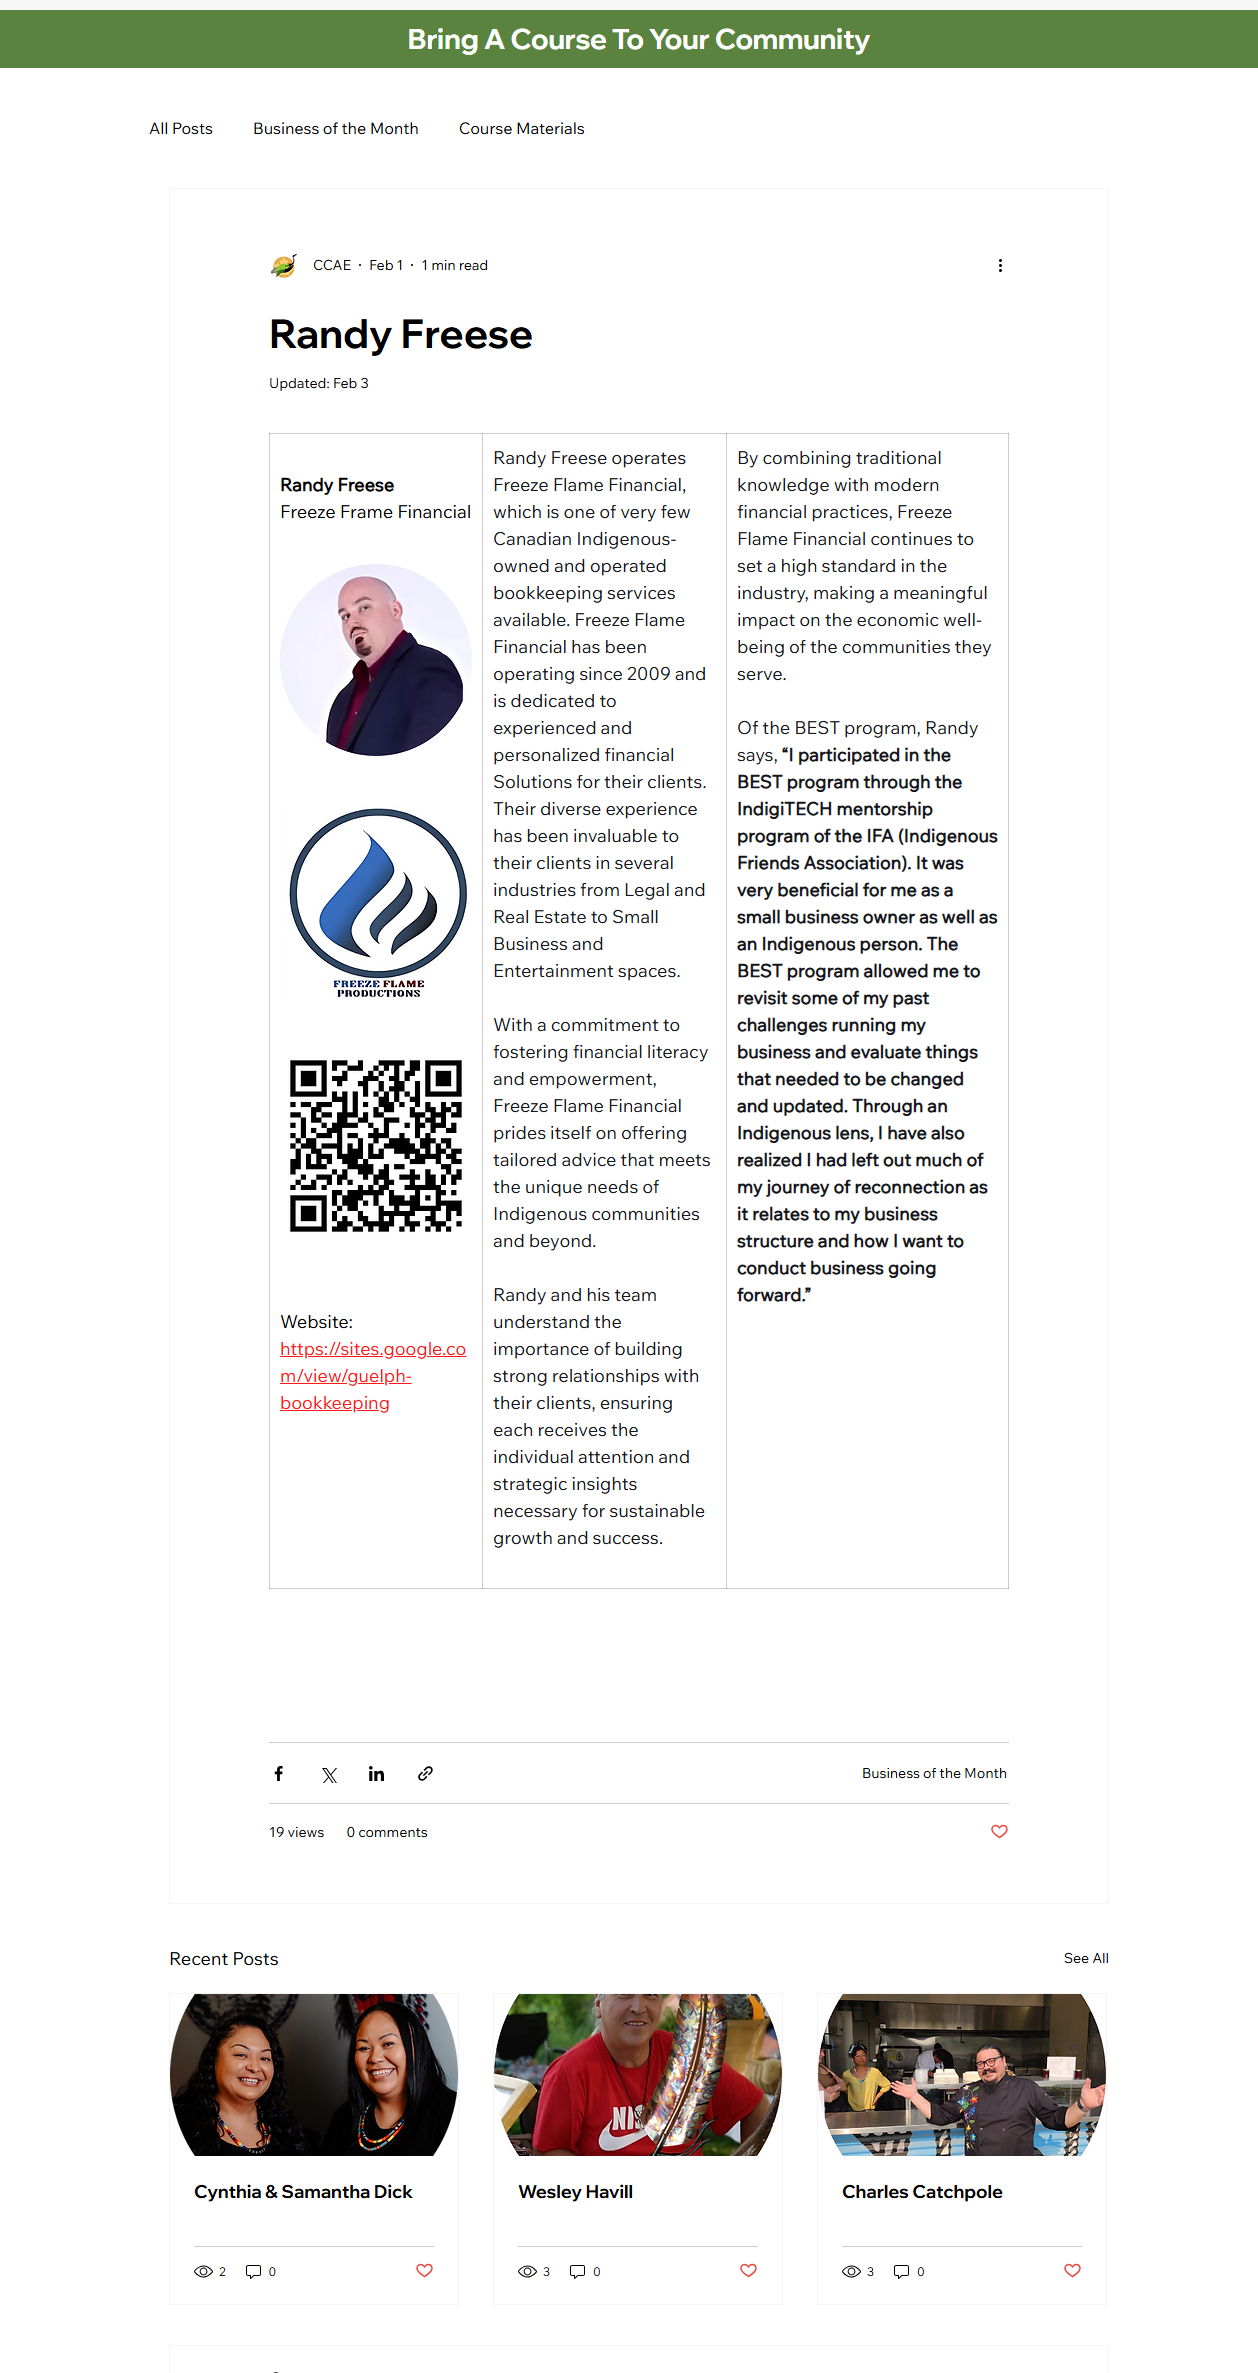 Bring A Course To Your Community
All Posts
Business of the Month
Course Materials
CCAE · Feb 1 · 1 min read
Randy Freese
Updated: Feb 3
Randy Freese
Freeze Frame Financial
FREEZE FLAME
PRODUCTIONS
Website:
https://sites.google.co
m/view/guelph-
bookkeeping
Randy Freese operates
Freeze Flame Financial,
which is one of very few
Canadian Indigenous-
owned and operated
bookkeeping services
available. Freeze Flame
Financial has been
operating since 2009 and
is dedicated to
experienced and
personalized financial
Solutions for their clients.
Their diverse experience
has been invaluable to
their clients in several
industries from Legal and
Real Estate to Small
Business and
Entertainment spaces.
With a commitment to
fostering financial literacy
and empowerment,
Freeze Flame Financial
prides itself on offering
tailored advice that meets
the unique needs of
Indigenous communities
and beyond.
Randy and his team
understand the
importance of building
strong relationships with
their clients, ensuring
each receives the
individual attention and
strategic insights
necessary for sustainable
growth and success.
By combining traditional
knowledge with modern
financial practices, Freeze
Flame Financial continues to
set a high standard in the
industry, making a meaningful
impact on the economic well-
being of the communities they
serve.
Of the BEST program, Randy
says, “I participated in the
BEST program through the
IndigiTECH mentorship
program of the IFA (Indigenous
Friends Association). It was
very beneficial for me as a
small business owner as well as
an Indigenous person. The
BEST program allowed me to
revisit some of my past
challenges running my
business and evaluate things
that needed to be changed
and updated. Through an
Indigenous lens, I have also
realized I had left out much of
my journey of reconnection as
it relates to my business
structure and how I want to
conduct business going
forward.”
Business of the Month
19 views
0 comments
Recent Posts
See All
NIS
Cynthia & Samantha Dick
2
0
Wesley Havill
3
0
Charles Catchpole
3
0